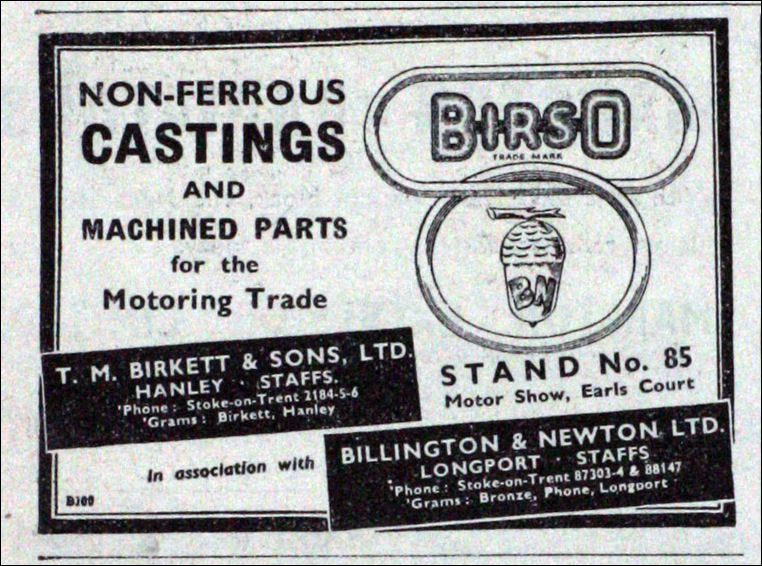 NON-FERROUS
CASTINGS
AND
MACHINED PARTS
for the
Motoring Trade
BIRSO
TRADE MARK
BN
STAND No. 85
Motor Show, Earls Court
T. M. BIRKETT & SONS, LTD.
HANLEY · STAFFS.
'Phone : Stoke-on-Trent 2184-5-6
'Grams : Birkett, Hanley
In association with
BILLINGTON & NEWTON LTD.
LONGPORT · STAFFS
'Phone : Stoke-on-Trent 87303-4 & 88147
'Grams : Bronze, Phone, Longport
B300